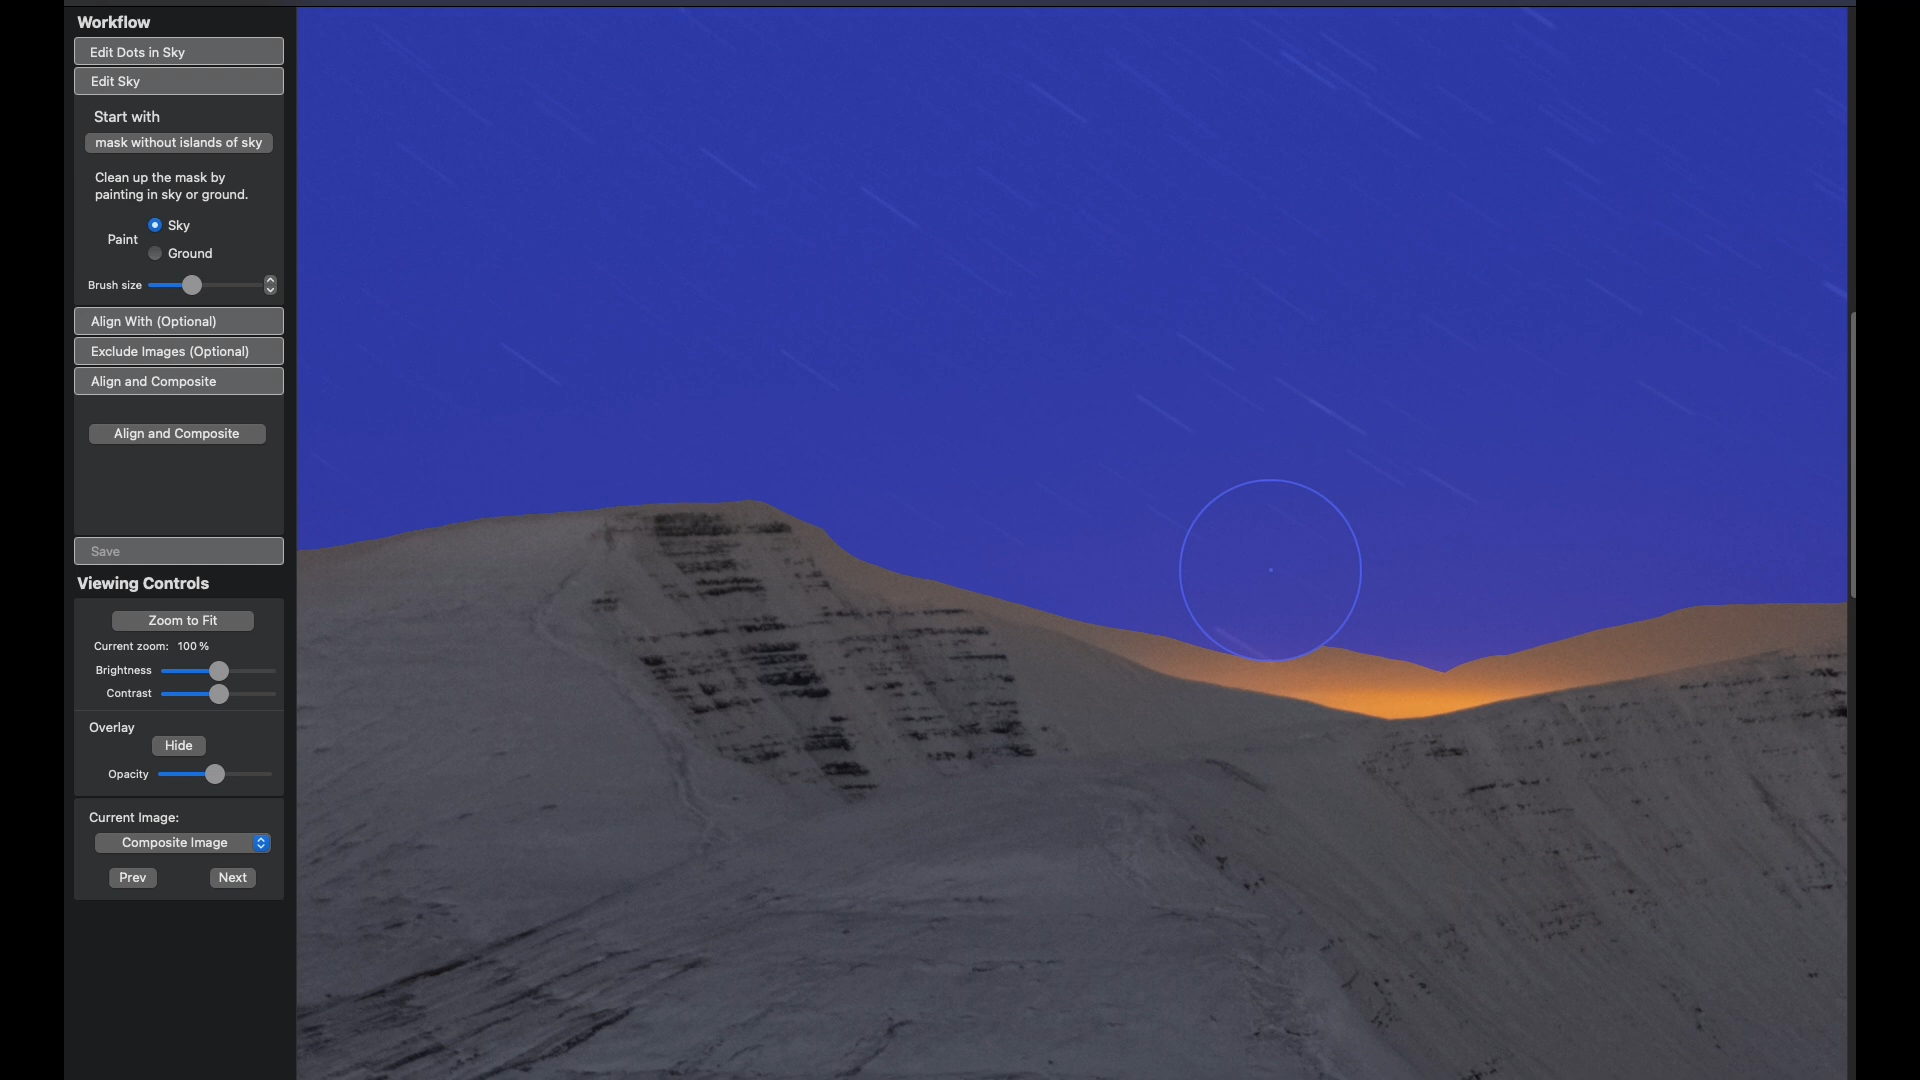 Workflow
Edit Dots in Sky
Edit Sky
Start with
mask without islands of sky
Clean up the mask by
painting in sky or ground.
Paint
Sky
Ground
Brush size
Align With (Optional)
Exclude Images (Optional)
Align and Composite
Align and Composite
Save
Viewing Controls
Zoom to Fit
Current zoom: 100 %
Brightness
Contrast
Overlay
Hide
Opacity
Current Image:
Composite Image
Prev Next